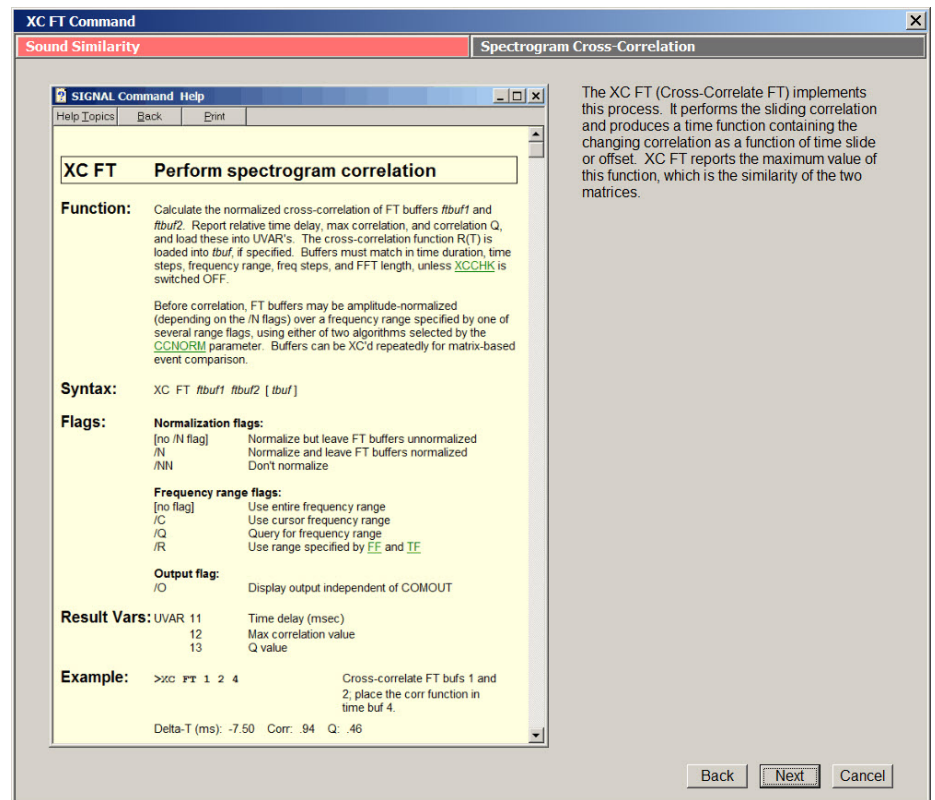 XC FT Command
Sound Similarity
Spectrogram Cross-Correlation
SIGNAL Command Help
Help Topics Back Print
XC FT Perform spectrogram correlation
Function: Calculate the normalized cross-correlation of FT buffers ftbuf1 and
ftbuf2. Report relative time delay, max correlation, and correlation Q,
and load these into UVAR's. The cross-correlation function R(T) is
loaded into tbuf, if specified. Buffers must match in time duration, time
steps, frequency range, freq steps, and FFT length, unless XCCHK is
switched OFF.
Before correlation, FT buffers may be amplitude-normalized
(depending on the /N flags) over a frequency range specified by one of
several range flags, using either of two algorithms selected by the
CCNORM parameter. Buffers can be XC'd repeatedly for matrix-based
event comparison.
Syntax: XC FT ftbuf1 ftbuf2 [ tbuf ]
Flags: Normalization flags:
[no /N flag] Normalize but leave FT buffers unnormalized
/N Normalize and leave FT buffers normalized
/NN Don't normalize
Frequency range flags:
[no flag] Use entire frequency range
/C Use cursor frequency range
/Q Query for frequency range
/R Use range specified by FF and TF
Output flag:
/O Display output independent of COMOUT
Result Vars: UVAR 11 Time delay (msec)
12 Max correlation value
13 Q value
Example: >XC FT 1 2 4 Cross-correlate FT bufs 1 and
2; place the corr function in
time buf 4.
Delta-T (ms): -7.50 Corr: .94 Q: .46
The XC FT (Cross-Correlate FT) implements
this process. It performs the sliding correlation
and produces a time function containing the
changing correlation as a function of time slide
or offset. XC FT reports the maximum value of
this function, which is the similarity of the two
matrices.
Back Next Cancel